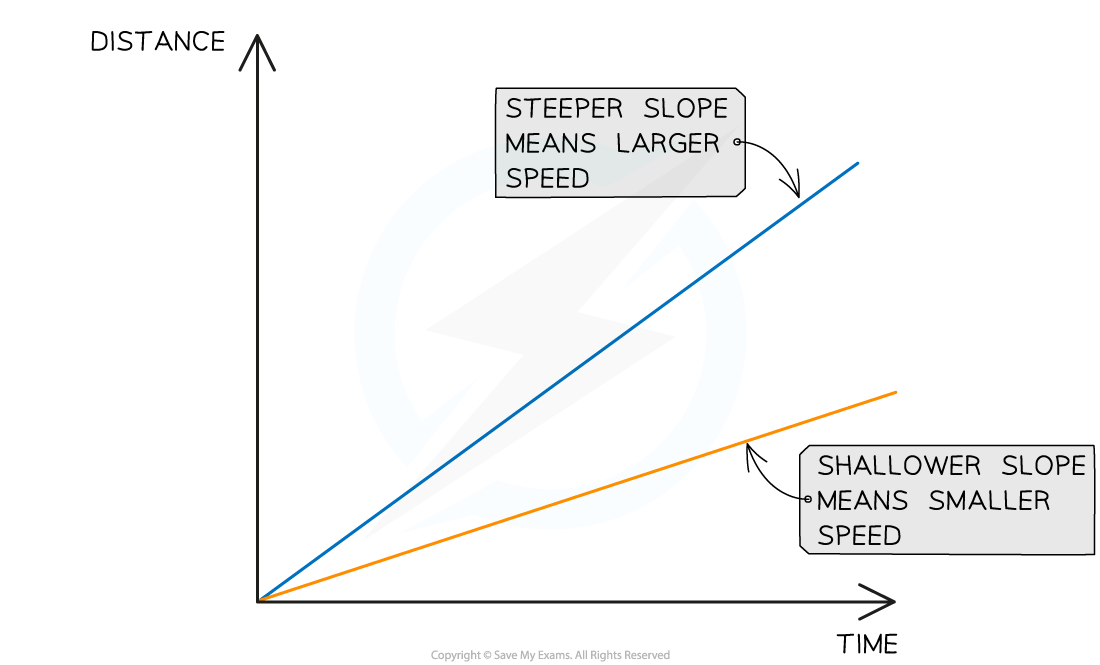 DISTANCE
STEEPER SLOPE
MEANS LARGER
SPEED
SHALLOWER SLOPE
MEANS SMALLER
SPEED
TIME
Copyright © Save My Exams. All Rights Reserved